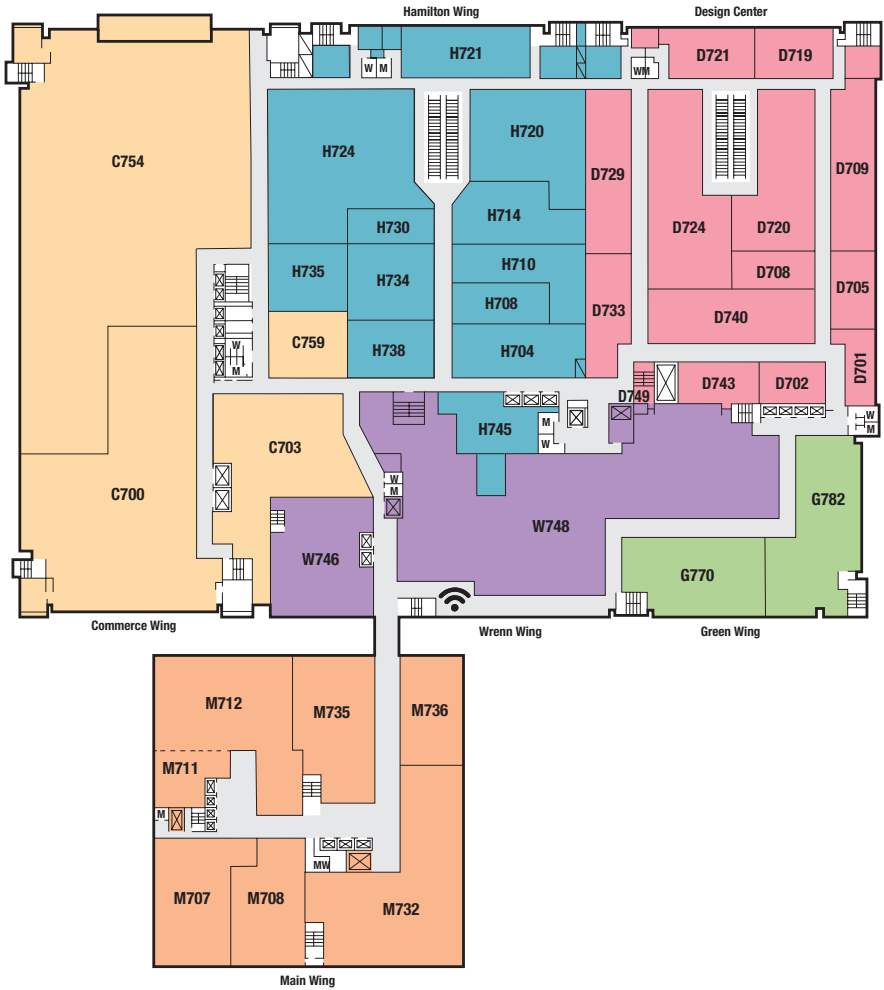 Hamilton Wing
Design Center
H721
D721
D719
W M
WM
C754
H724
H720
D729
D709
H730
H714
D724
D720
H735
H734
H710
D708
D705
H708
D733
D740
C759
H738
H704
D701
W
M
D749
D743
D702
H745
M
W
W
M
C703
C700
W
M
W748
G782
W746
G770
Commerce Wing
Wrenn Wing
Green Wing
M712
M735
M736
M711
M
MW
M707
M708
M732
Main Wing